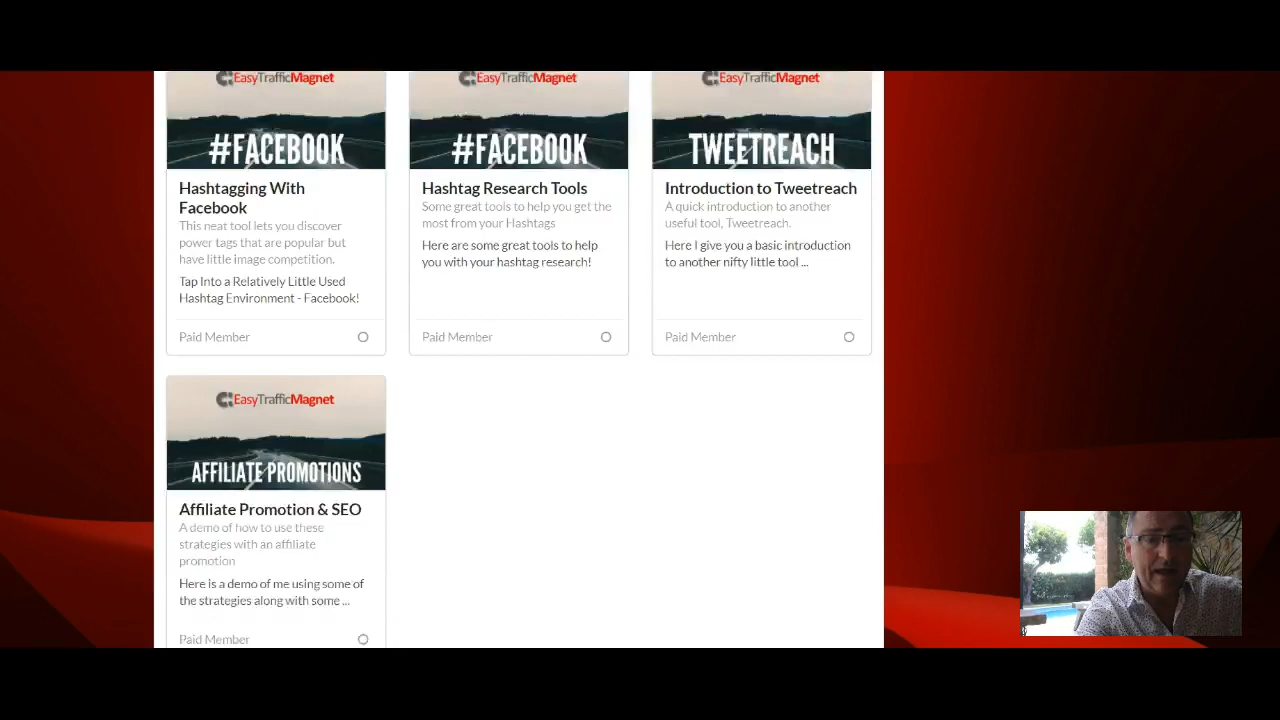 EasyTrafficMagnet
#FACEBOOK
Hashtagging With
Facebook
This neat tool lets you discover
power tags that are popular but
have little image competition.
Tap Into a Relatively Little Used
Hashtag Environment - Facebook!
Paid Member
EasyTrafficMagnet
#FACEBOOK
Hashtag Research Tools
Some great tools to help you get the
most from your Hashtags
Here are some great tools to help
you with your hashtag research!
Paid Member
EasyTrafficMagnet
TWEETREACH
Introduction to Tweetreach
A quick introduction to another
useful tool, Tweetreach.
Here I give you a basic introduction
to another nifty little tool ...
Paid Member
EasyTrafficMagnet
AFFILIATE PROMOTIONS
Affiliate Promotion & SEO
A demo of how to use these
strategies with an affiliate
promotion
Here is a demo of me using some of
the strategies along with some ...
Paid Member